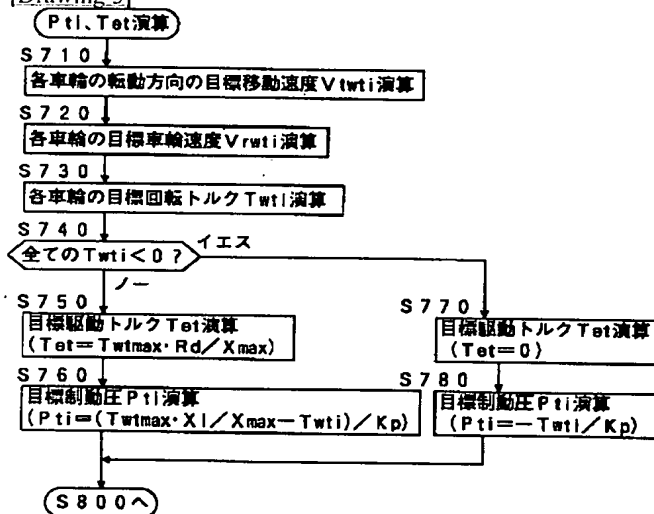 Pti、Tet演算
S710
各車輪の転動方向の目標移動速度Vtwti演算
S720
各車輪の目標車輪速度Vrwti演算
S730
各車輪の目標回転トルクTwti演算
S740
全てのTwti<0?
イエス
ノー
S750
目標駆動トルクTet演算
(Tet=Twtmax・Rd/Xmax)
S760
目標制動圧Pti演算
(Pti=(Twtmax・Xi/Xmax-Twti)/Kp)
S770
目標駆動トルクTet演算
(Tet=0)
S780
目標制動圧Pti演算
(Pti=-Twti/Kp)
S800へ